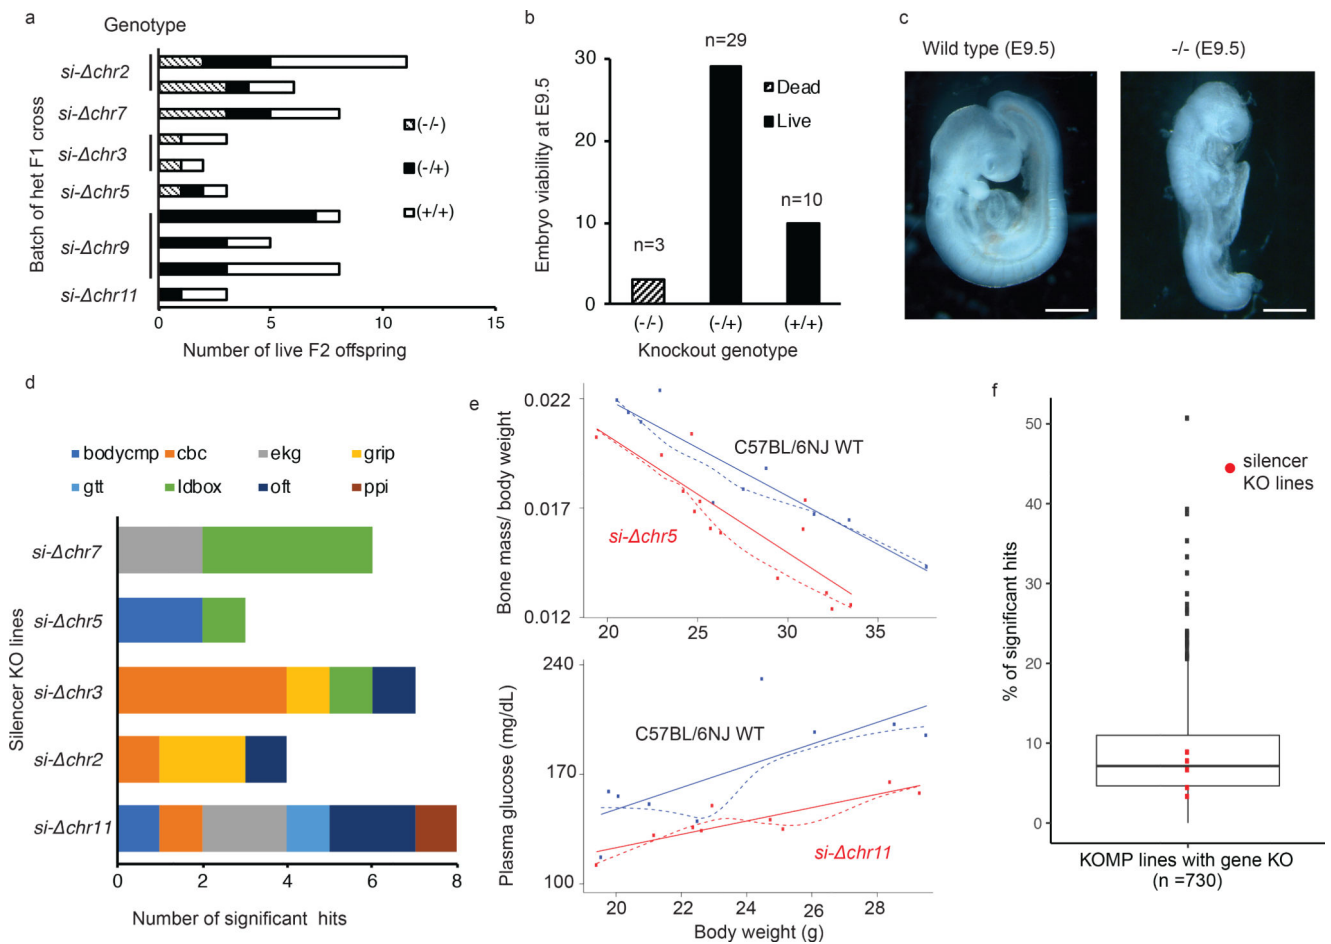 a
Genotype
Batch of het F1 cross
si-Δchr2
si-Δchr7
si-Δchr3
si-Δchr5
si-Δchr9
si-Δchr11
(-/-)
(-/+)
(+/+)
0
5
10
15
Number of live F2 offspring
b
Embryo viability at E9.5
30
20
10
0
n=29
Dead
Live
n=10
n=3
(-/-)
(-/+)
(+/+)
Knockout genotype
c
Wild type (E9.5)
-/- (E9.5)
d
bodycmp
cbc
ekg
grip
gtt
ldbox
oft
ppi
Silencer KO lines
si-Δchr7
si-Δchr5
si-Δchr3
si-Δchr2
si-Δchr11
0
2
4
6
8
Number of significant hits
e
Bone mass/ body weight
0.022
0.017
0.012
C57BL/6NJ WT
si-Δchr5
20
25
30
35
Plasma glucose (mg/dL)
240
170
100
C57BL/6NJ WT
si-Δchr11
20
22
24
26
28
Body weight (g)
f
% of significant hits
50
40
30
20
10
0
silencer
KO lines
KOMP lines with gene KO
(n =730)